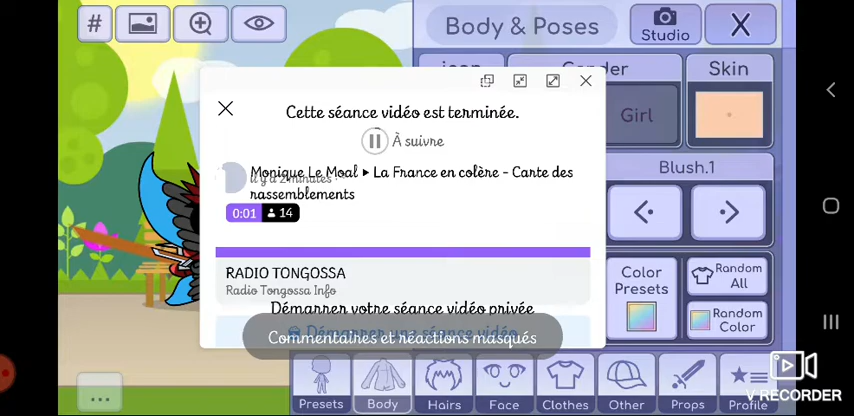 #
Body & Poses
Studio
X
Gender
Skin
Girl
Cette séance vidéo est terminée.
À suivre
Monique Le Moal ▸ La France en colère - Carte des
rassemblements
il y a 2 minutes
0:01 14
RADIO TONGOSSA
Radio Tongossa Info
Démarrer votre séance vidéo privée
Démarrer une séance vidéo
Commentaires et réactions masqués
Blush.1
Color
Presets
Random
All
Random
Color
...
Presets
Body
Hairs
Face
Clothes
Other
Props
Profile
V RECORDER